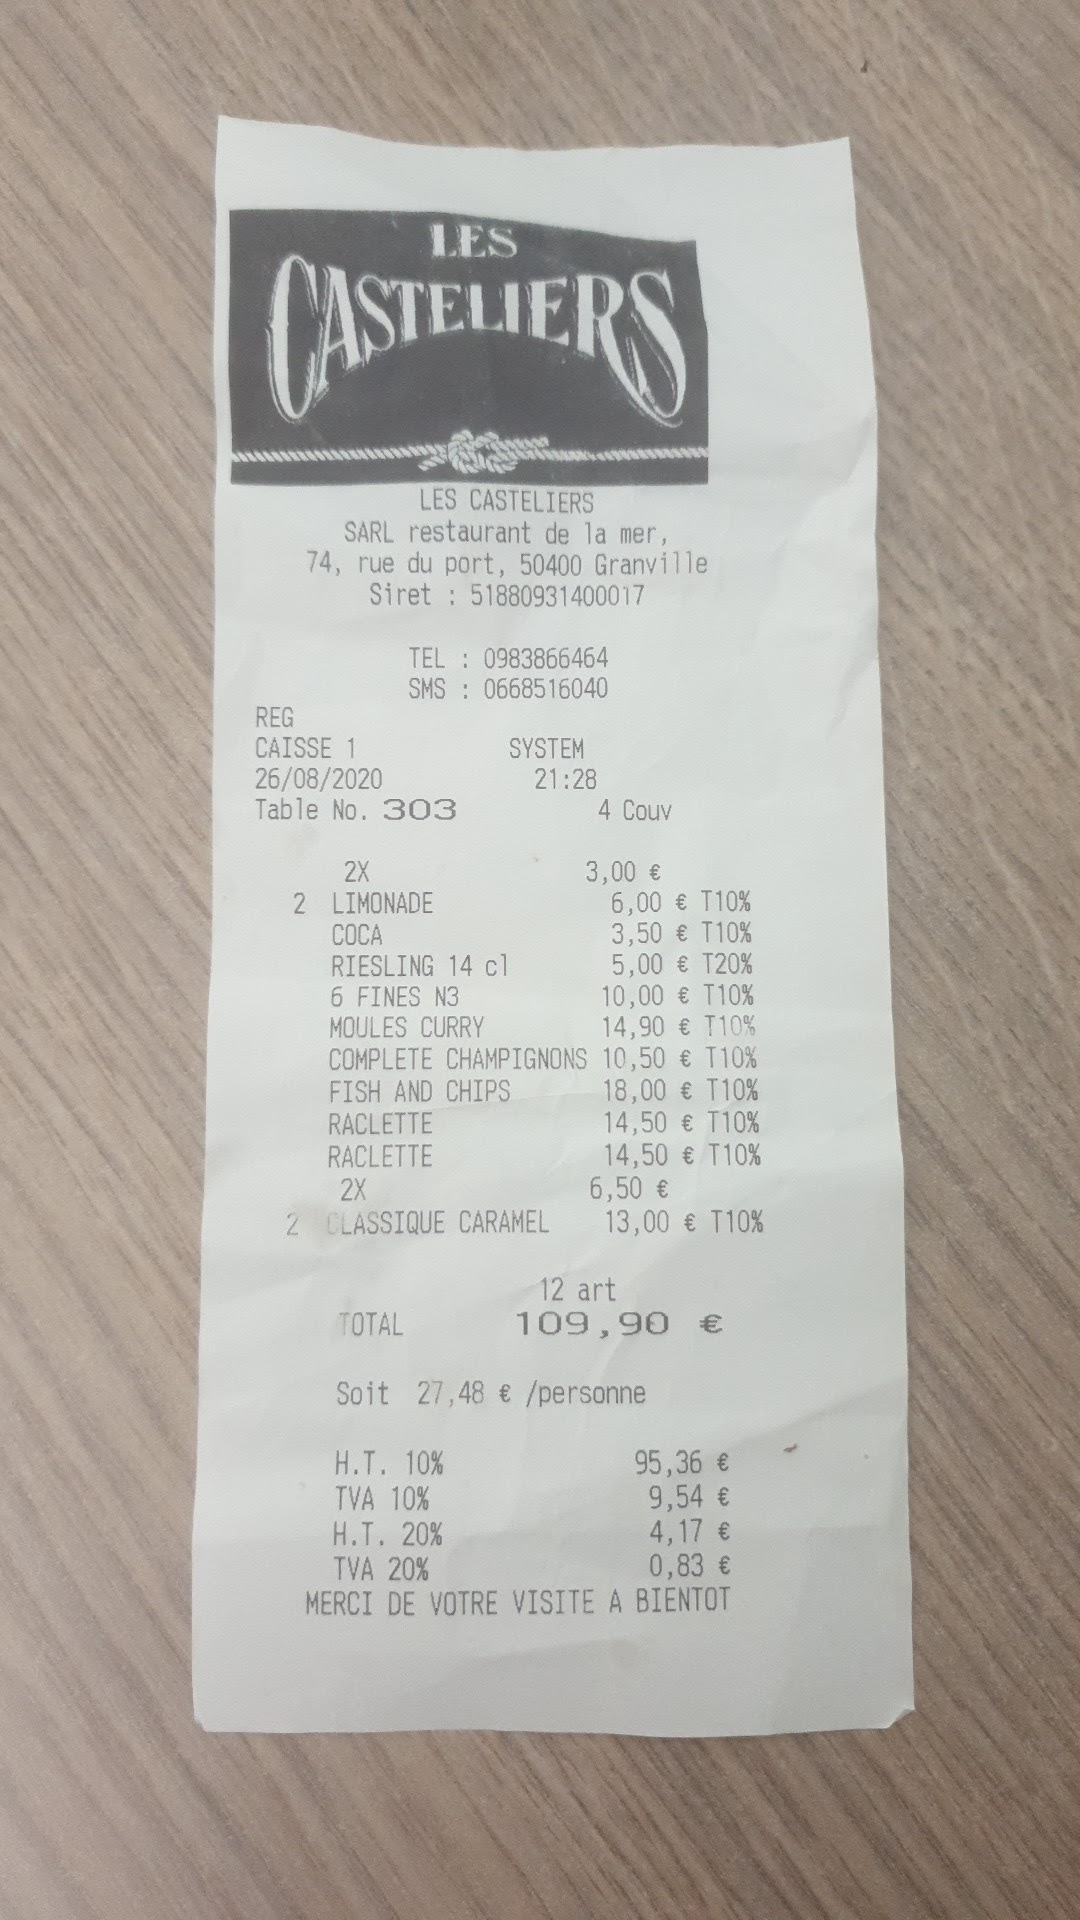 LES
CASTELIERS
LES CASTELIERS
SARL restaurant de la mer,
74, rue du port, 50400 Granville
Siret : 51880931400017
TEL : 0983866464
SMS : 0668516040
REG
CAISSE 1 SYSTEM
26/08/2020 21:28
Table No. 303 4 Couv
2X 3,00 €
2 LIMONADE 6,00 € T10%
COCA 3,50 € T10%
RIESLING 14 cl 5,00 € T20%
6 FINES N3 10,00 € T10%
MOULES CURRY 14,90 € T10%
COMPLETE CHAMPIGNONS 10,50 € T10%
FISH AND CHIPS 18,00 € T10%
RACLETTE 14,50 € T10%
RACLETTE 14,50 € T10%
2X 6,50 €
2 CLASSIQUE CARAMEL 13,00 € T10%
12 art
TOTAL 109,90 €
Soit 27,48 € /personne
H.T. 10% 95,36 €
TVA 10% 9,54 €
H.T. 20% 4,17 €
TVA 20% 0,83 €
MERCI DE VOTRE VISITE A BIENTOT